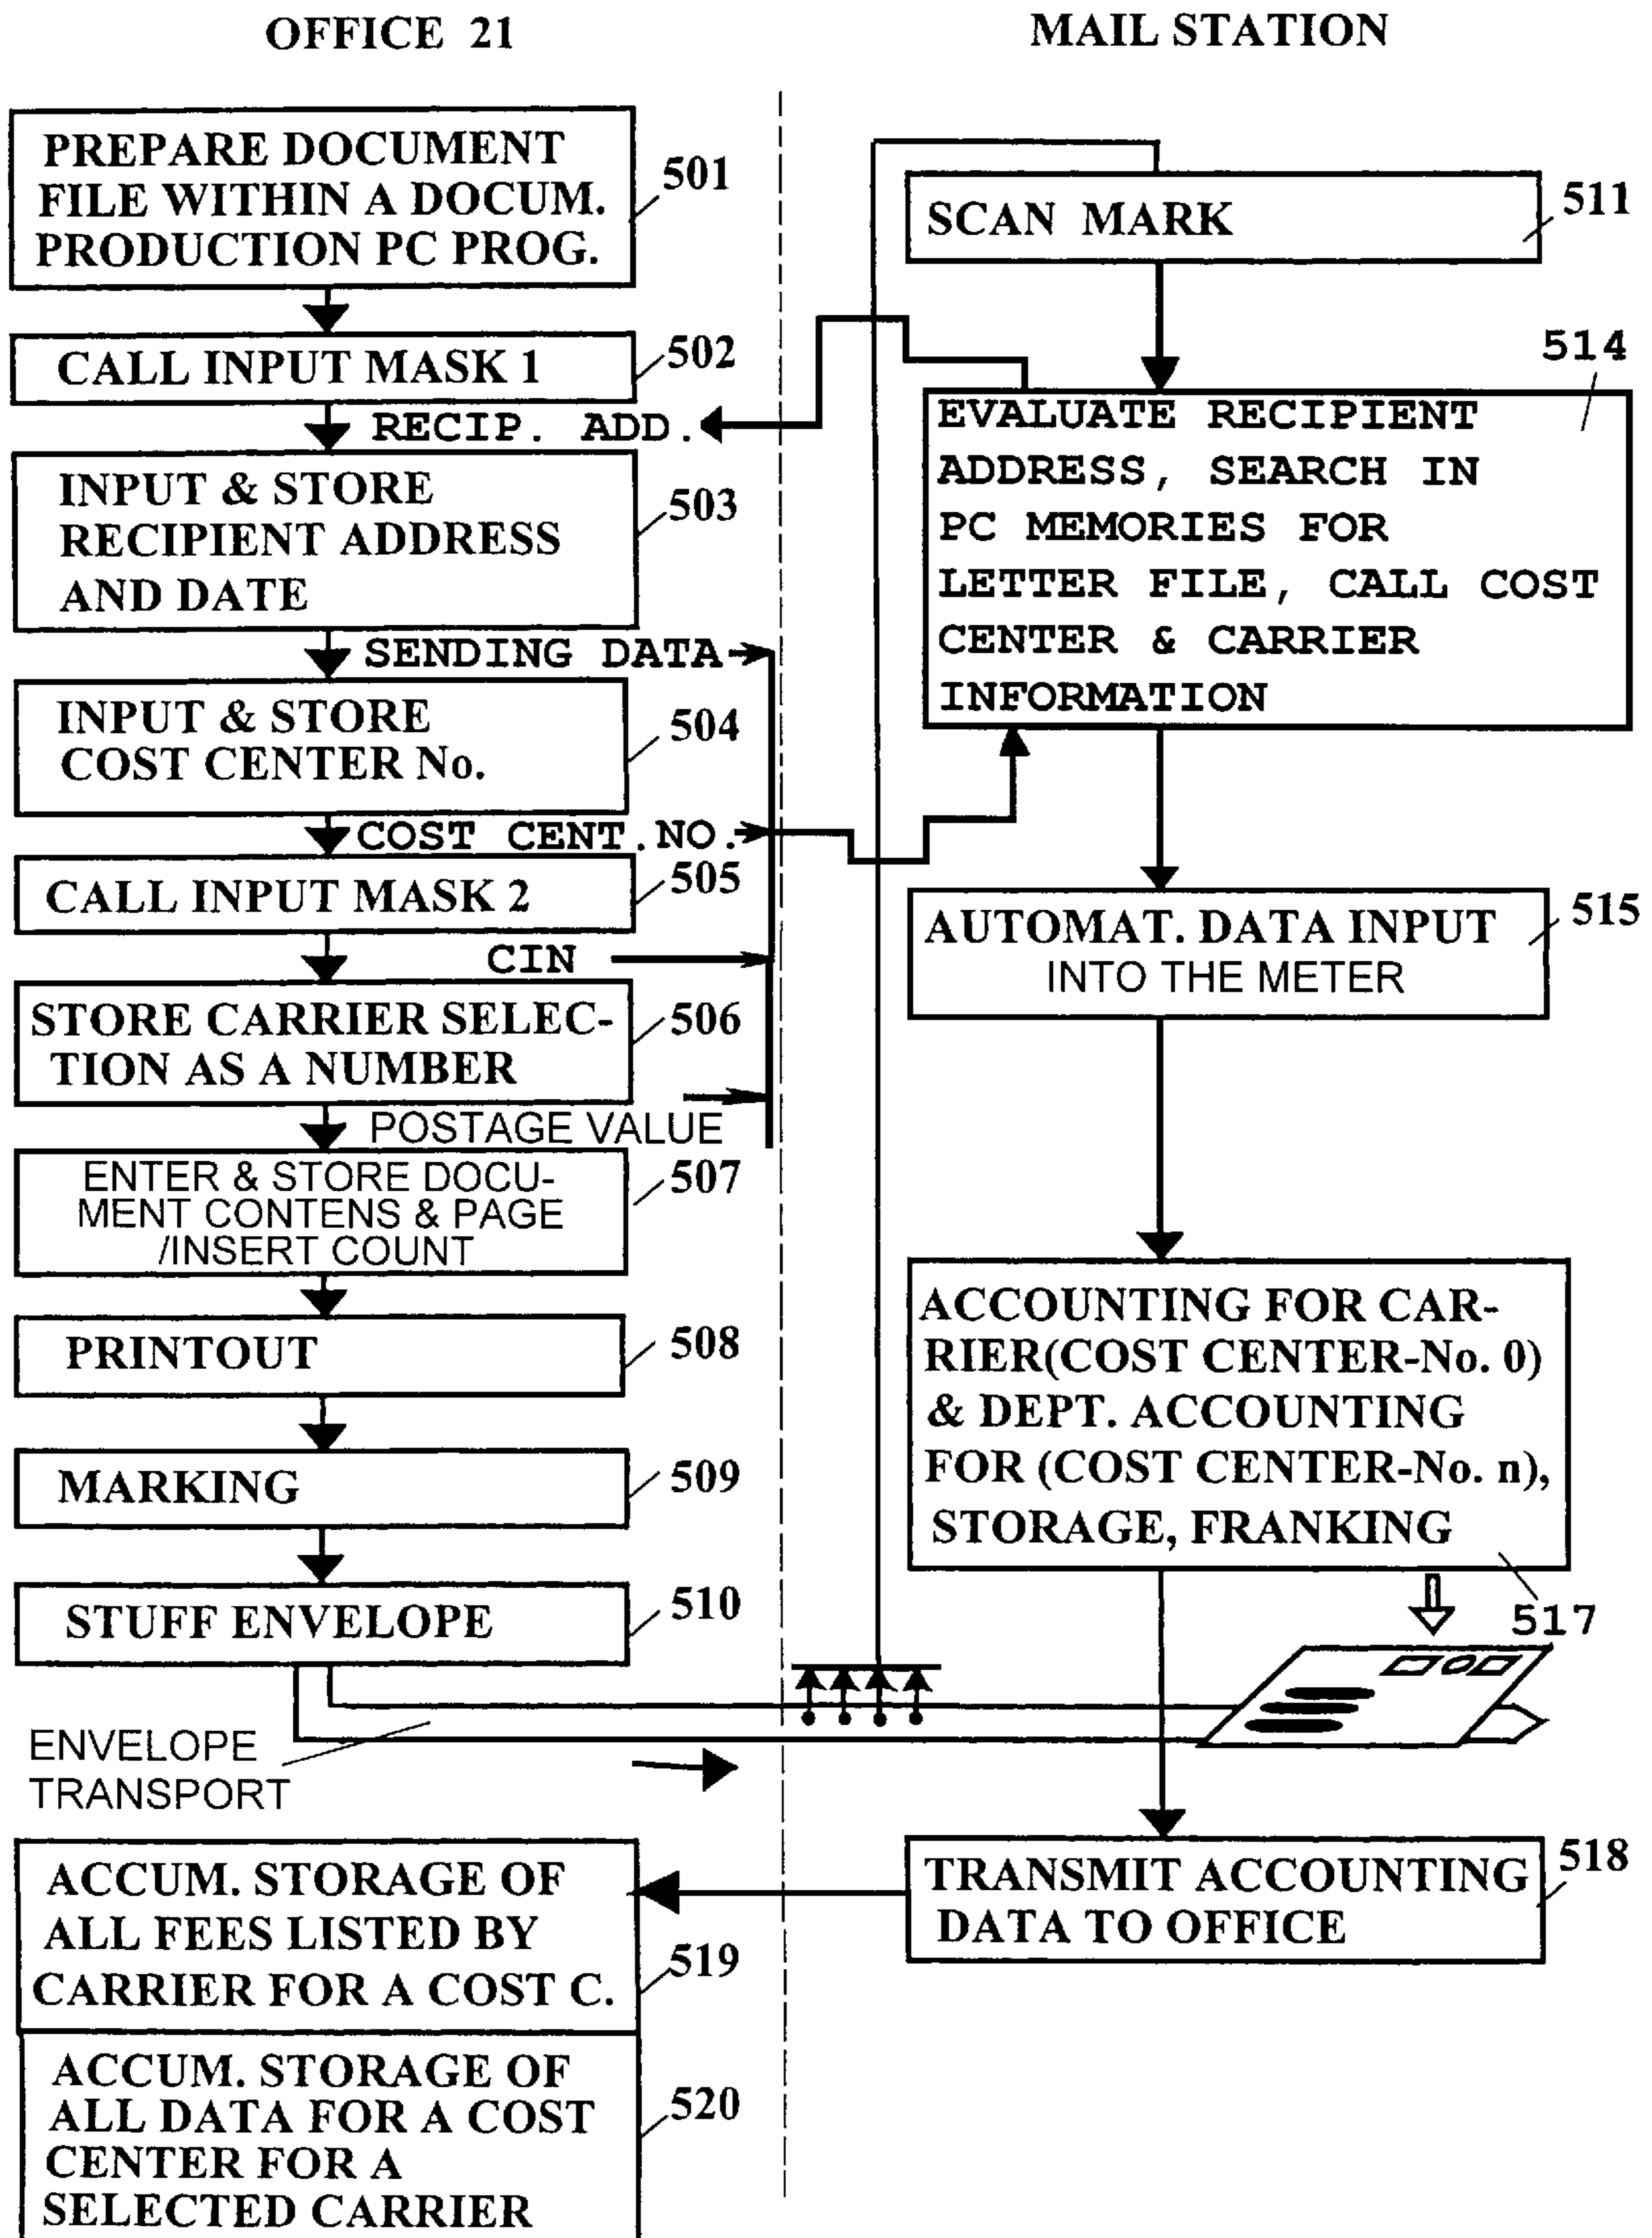 OFFICE 21
PREPARE DOCUMENT
FILE WITHIN A DOCUM.
PRODUCTION PC PROG.
501
CALL INPUT MASK 1
502
RECIP. ADD.
INPUT & STORE
RECIPIENT ADDRESS
AND DATE
503
SENDING DATA
INPUT & STORE
COST CENTER No.
504
COST CENT.NO.
CALL INPUT MASK 2
505
CIN
STORE CARRIER SELEC-
TION AS A NUMBER
506
POSTAGE VALUE
ENTER & STORE DOCU-
MENT CONTENS & PAGE
/INSERT COUNT
507
PRINTOUT
508
MARKING
509
STUFF ENVELOPE
510
ENVELOPE
TRANSPORT
ACCUM. STORAGE OF
ALL FEES LISTED BY
CARRIER FOR A COST C.
519
ACCUM. STORAGE OF
ALL DATA FOR A COST
CENTER FOR A
SELECTED CARRIER
520
MAIL STATION
SCAN MARK
511
514
EVALUATE RECIPIENT
ADDRESS, SEARCH IN
PC MEMORIES FOR
LETTER FILE, CALL COST
CENTER & CARRIER
INFORMATION
AUTOMAT. DATA INPUT
INTO THE METER
515
ACCOUNTING FOR CAR-
RIER(COST CENTER-No. 0)
& DEPT. ACCOUNTING
FOR (COST CENTER-No. n),
STORAGE, FRANKING
517
TRANSMIT ACCOUNTING
DATA TO OFFICE
518